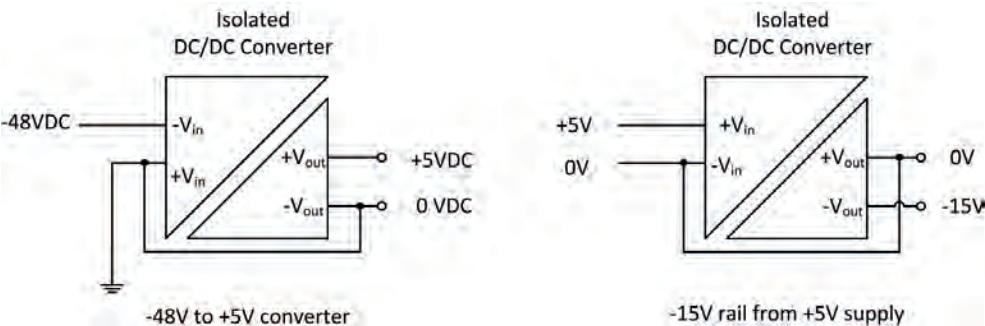 Isolated
DC/DC Converter
-48VDC
-Vin
+Vin
+Vout
+5VDC
-Vout
0 VDC
-48V to +5V converter
Isolated
DC/DC Converter
+5V
+Vin
0V
-Vin
+Vout
0V
-Vout
-15V
-15V rail from +5V supply